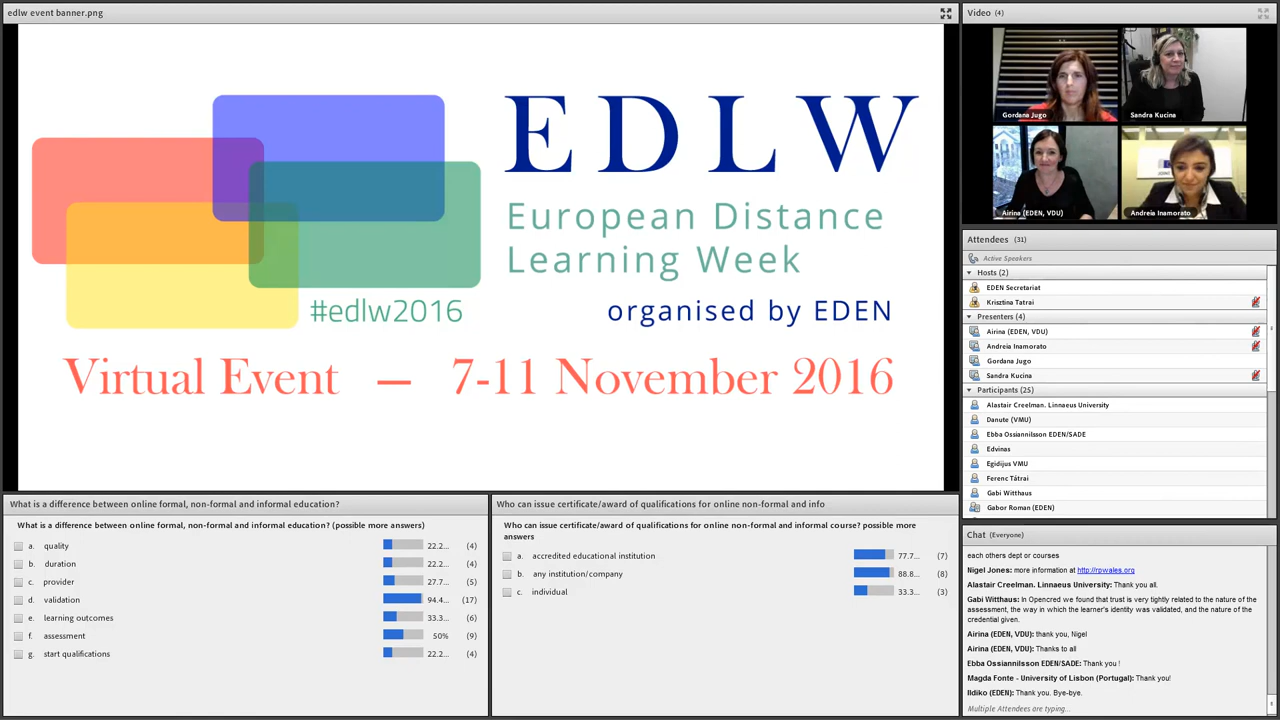 edlw event banner.png
EDLW
European Distance
Learning Week
#edlw2016
organised by EDEN
Virtual Event — 7-11 November 2016
What is a difference between online formal, non-formal and informal education?
What is a difference between online formal, non-formal and informal education? (possible more answers)
a. quality 22.2... (4)
b. duration 22.2... (4)
c. provider 27.7... (5)
d. validation 94.4... (17)
e. learning outcomes 33.3... (6)
f. assessment 50% (9)
g. start qualifications 22.2... (4)
Who can issue certificate/award of qualifications for online non-formal and info
Who can issue certificate/award of qualifications for online non-formal and informal course? possible more
answers
a. accredited educational institution 77.7... (7)
b. any institution/company 88.8... (8)
c. individual 33.3... (3)
Video (4)
Gordana Jugo
Sandra Kucina
Airina (EDEN, VDU)
Andreia Inamorato
Attendees (31)
Active Speakers
Hosts (2)
EDEN Secretariat
Krisztina Tatrai
Presenters (4)
Airina (EDEN, VDU)
Andreia Inamorato
Gordana Jugo
Sandra Kucina
Participants (25)
Alastair Creelman. Linnaeus University
Danute (VMU)
Ebba Ossiannilsson EDEN/SADE
Edvinas
Egidijus VMU
Ferenc Tátrai
Gabi Witthaus
Gabor Roman (EDEN)
Chat (Everyone)
each others dept or courses
Nigel Jones: more information at http://rpwales.org
Alastair Creelman. Linnaeus University: Thank you all.
Gabi Witthaus: In Opencred we found that trust is very tightly related to the nature of the
assessment, the way in which the learner's identity was validated, and the nature of the
credential given.
Airina (EDEN, VDU): thank you, Nigel
Airina (EDEN, VDU): Thanks to all
Ebba Ossiannilsson EDEN/SADE: Thank you !
Magda Fonte - University of Lisbon (Portugal): Thank you!
Ildiko (EDEN): Thank you. Bye-bye.
Multiple Attendees are typing...